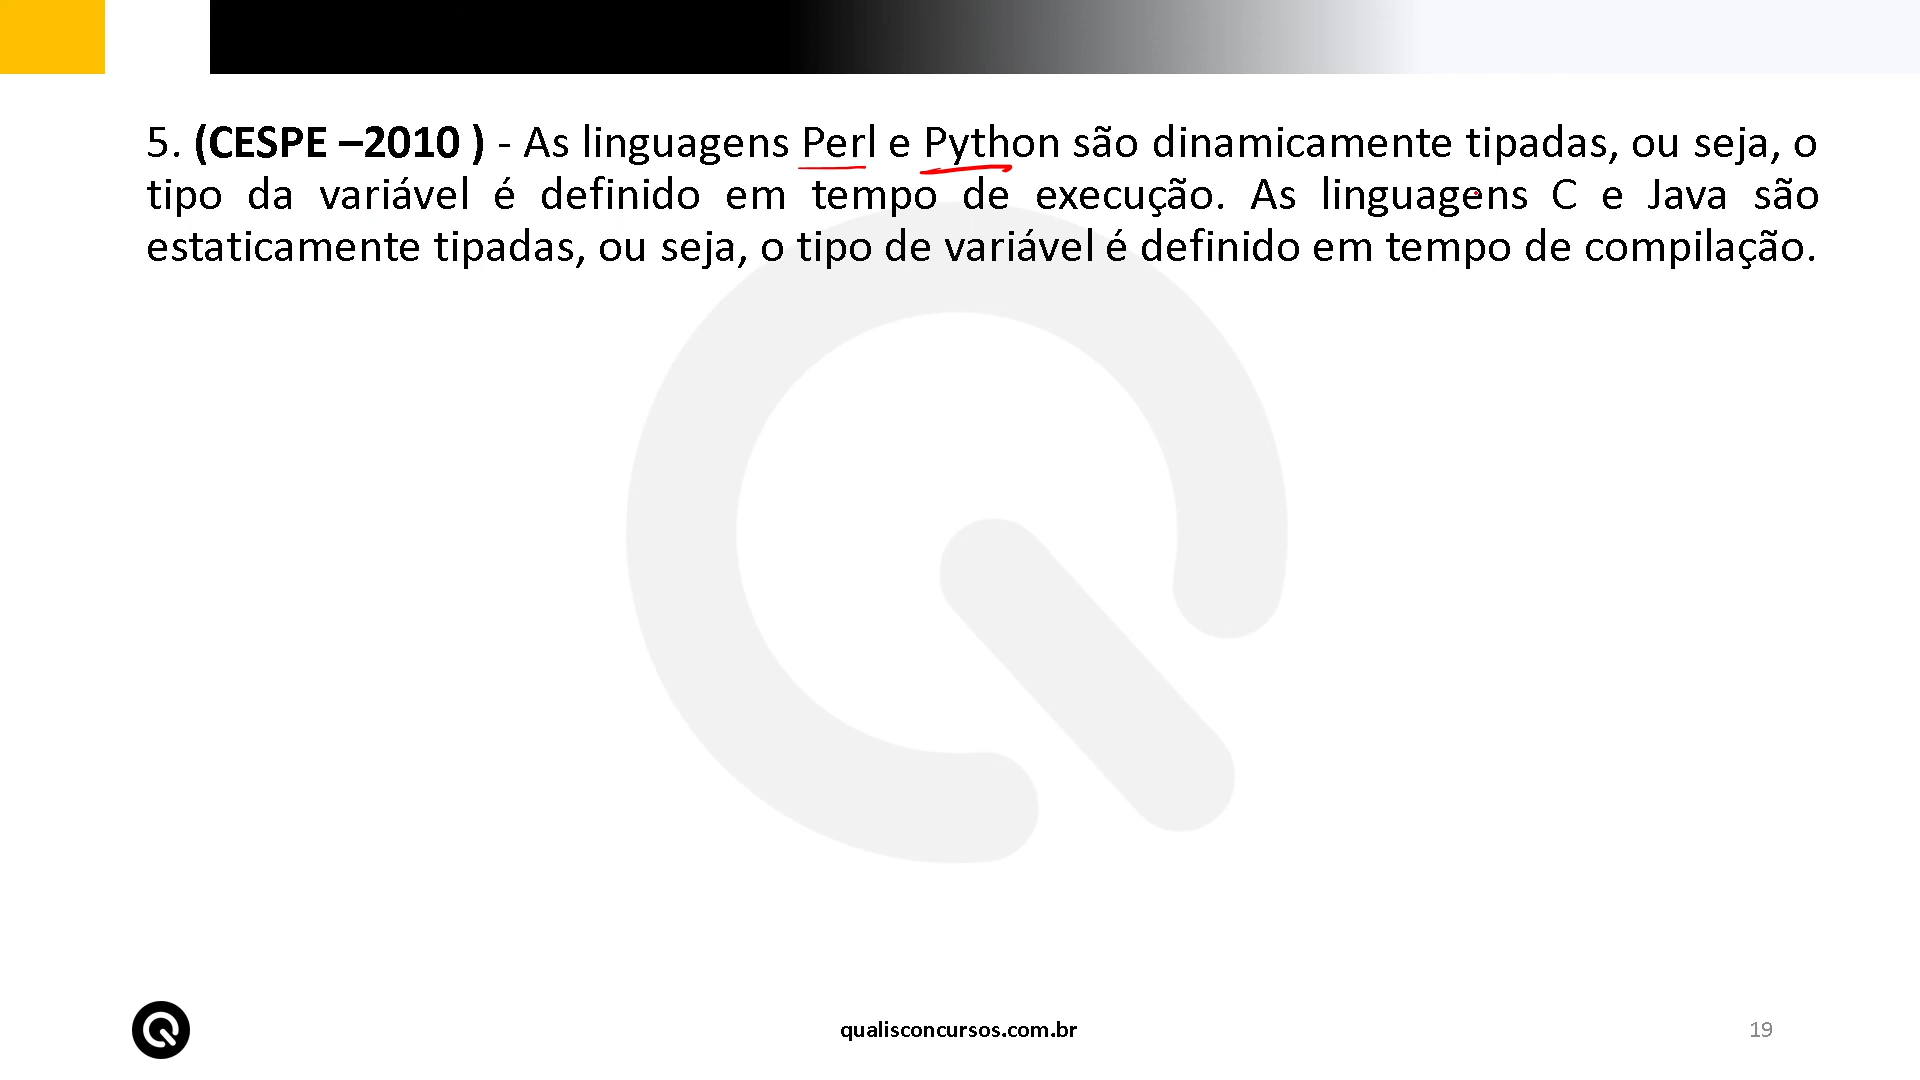 5. (CESPE –2010 ) - As linguagens Perl e Python são dinamicamente tipadas, ou seja, o
tipo da variável é definido em tempo de execução. As linguagens C e Java são
estaticamente tipadas, ou seja, o tipo de variável é definido em tempo de compilação.
qualisconcursos.com.br
19